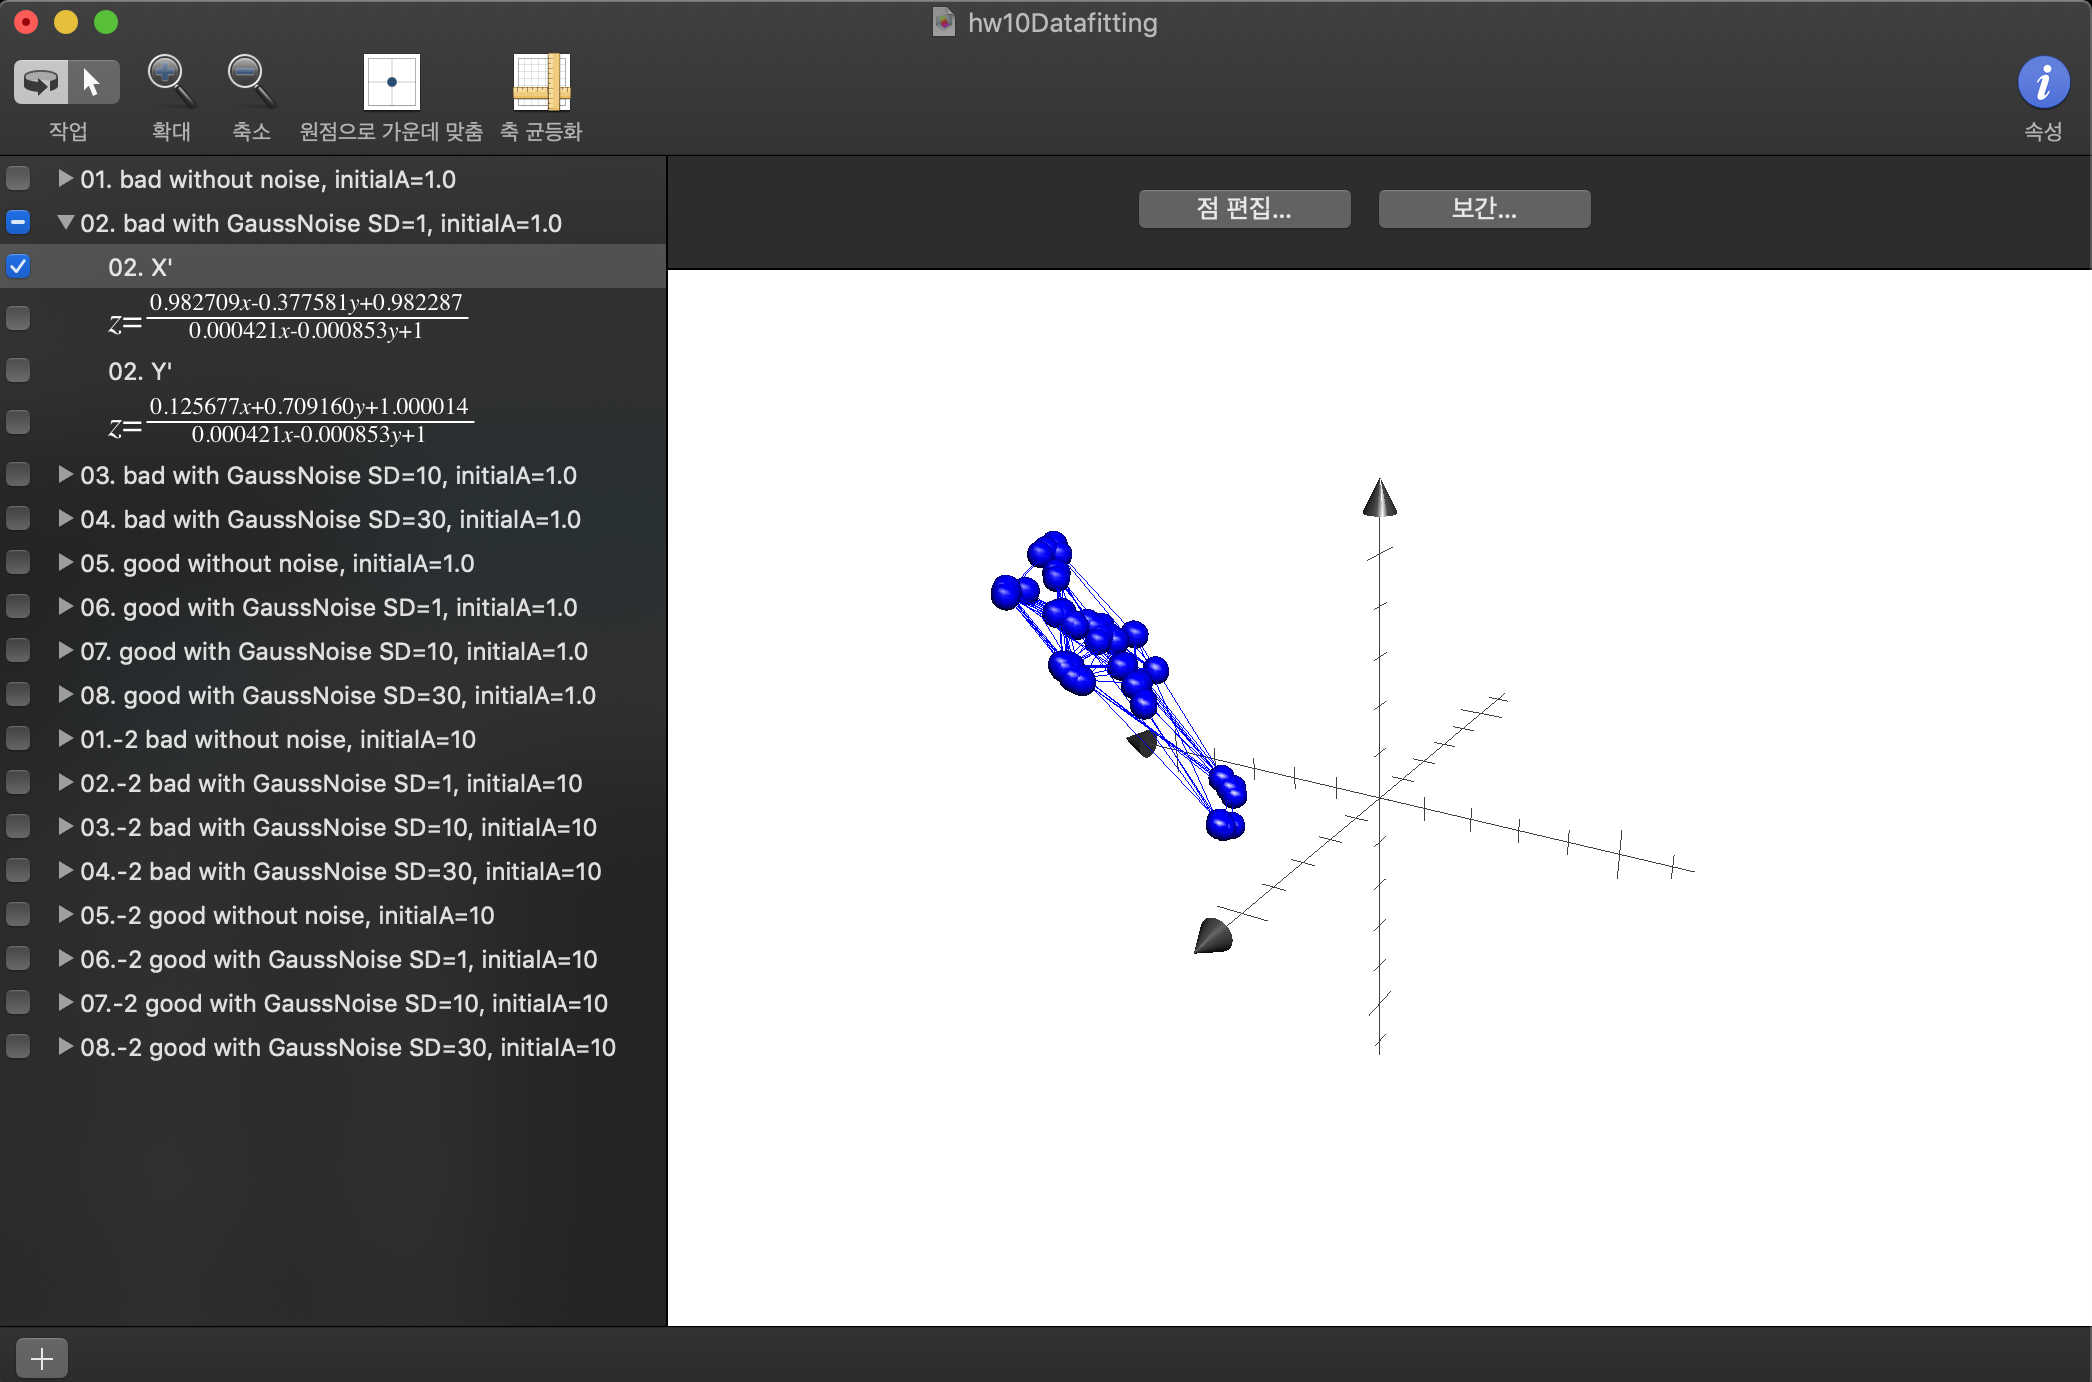 hw10Datafitting
작업
확대
축소
원점으로 가운데 맞춤
축 균등화
속성
점 편집...
보간...
01. bad without noise, initialA=1.0
02. bad with GaussNoise SD=1, initialA=1.0
02. X'
z=
0.982709x-0.377581y+0.982287
0.000421x-0.000853y+1
02. Y'
z=
0.125677x+0.709160y+1.000014
0.000421x-0.000853y+1
03. bad with GaussNoise SD=10, initialA=1.0
04. bad with GaussNoise SD=30, initialA=1.0
05. good without noise, initialA=1.0
06. good with GaussNoise SD=1, initialA=1.0
07. good with GaussNoise SD=10, initialA=1.0
08. good with GaussNoise SD=30, initialA=1.0
01.-2 bad without noise, initialA=10
02.-2 bad with GaussNoise SD=1, initialA=10
03.-2 bad with GaussNoise SD=10, initialA=10
04.-2 bad with GaussNoise SD=30, initialA=10
05.-2 good without noise, initialA=10
06.-2 good with GaussNoise SD=1, initialA=10
07.-2 good with GaussNoise SD=10, initialA=10
08.-2 good with GaussNoise SD=30, initialA=10